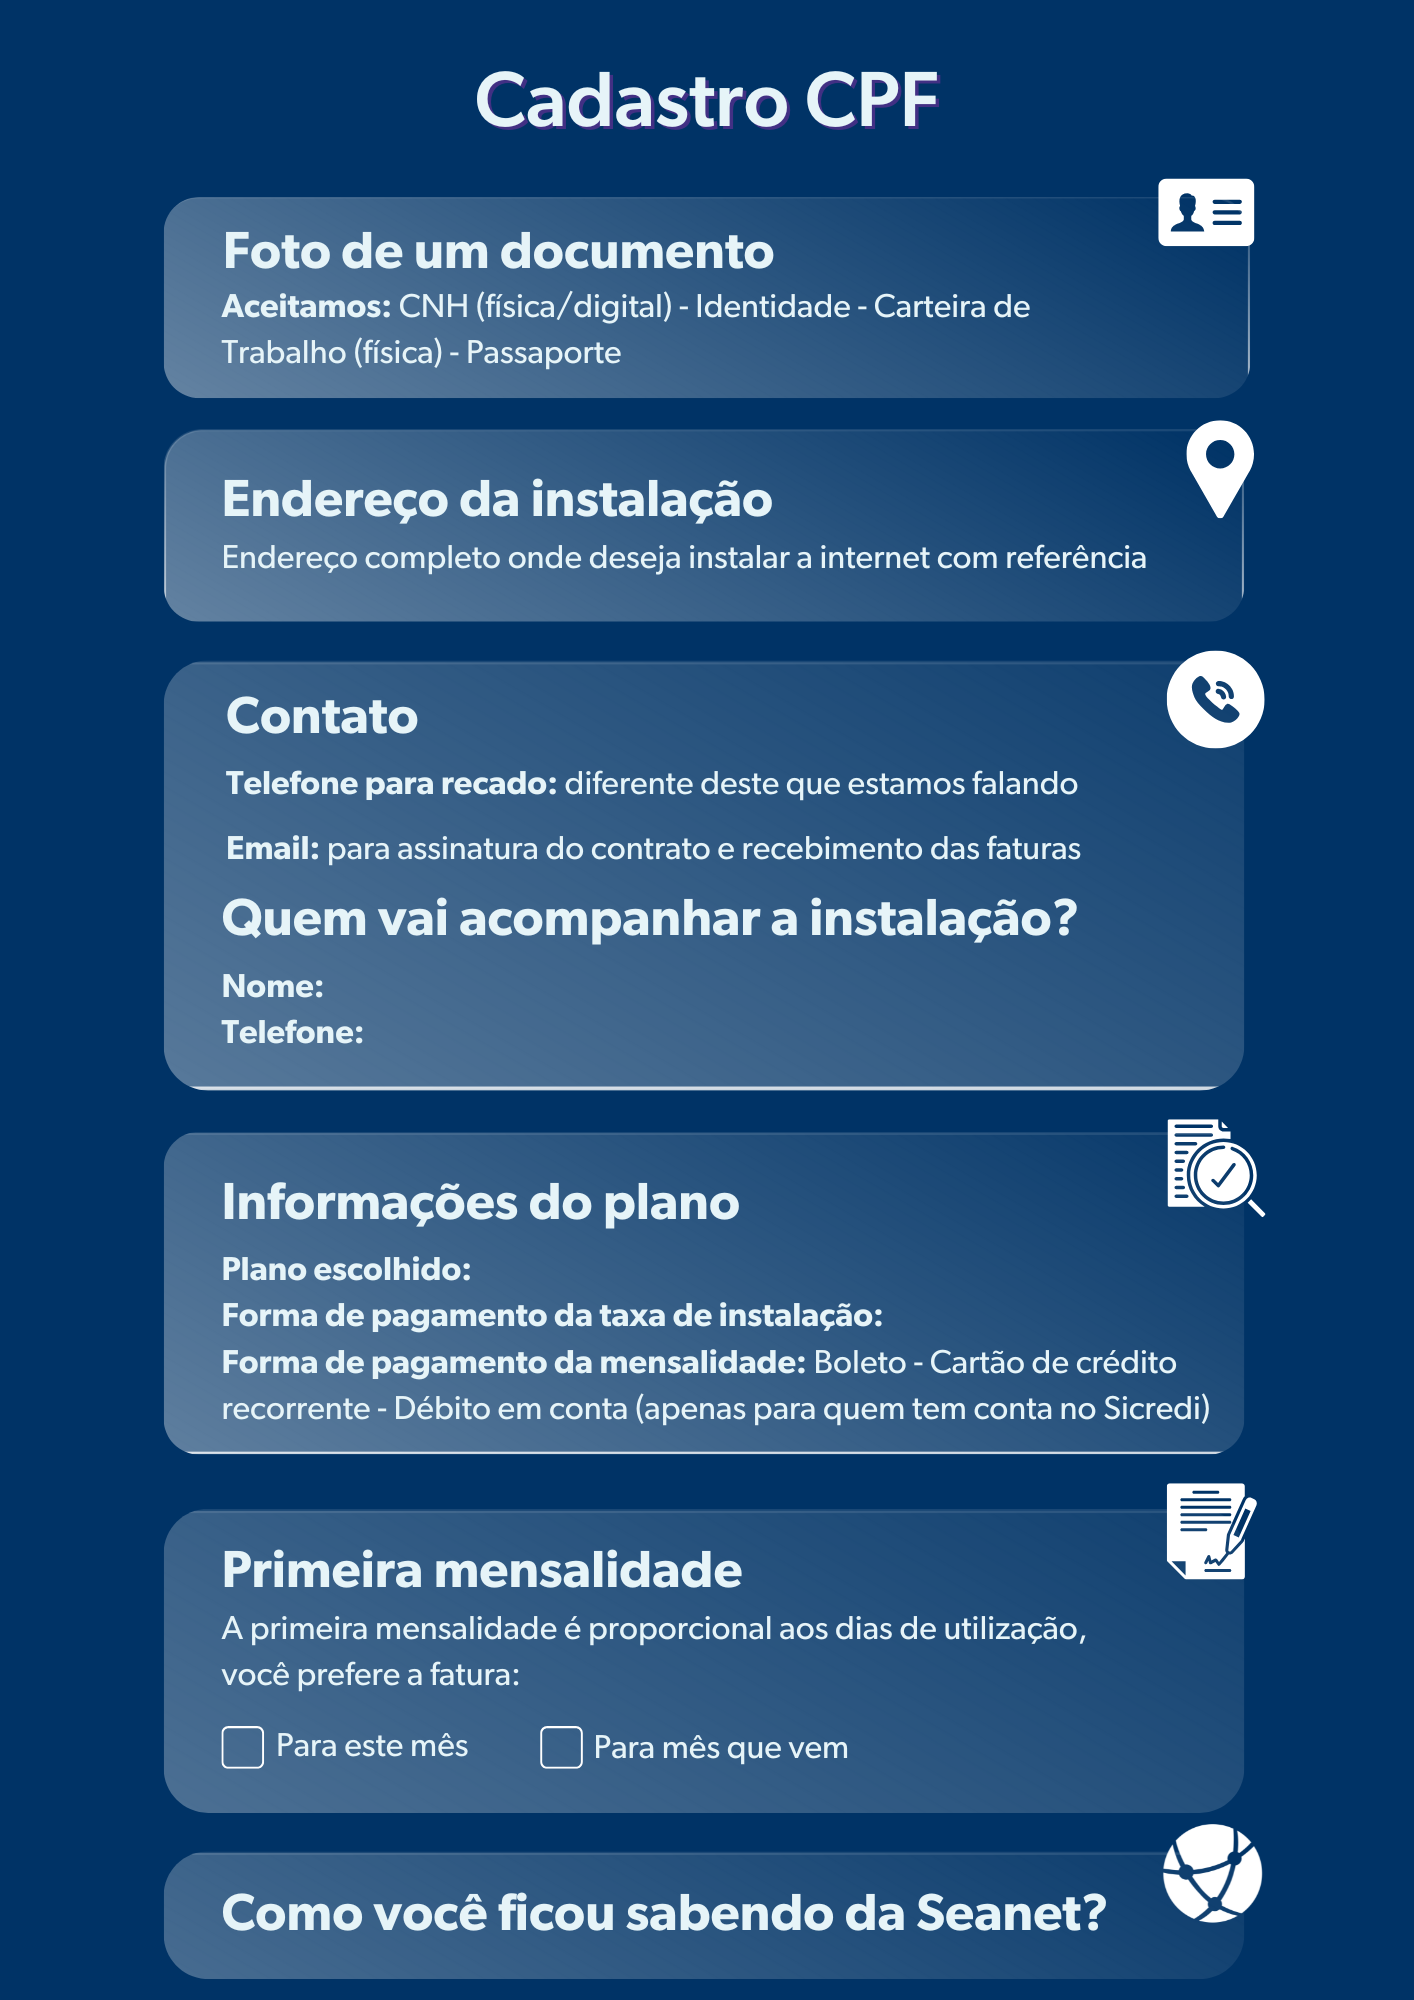 Cadastro CPF
Foto de um documento
Aceitamos: CNH (física/digital) - Identidade - Carteira de
Trabalho (física) - Passaporte
Endereço da instalação
Endereço completo onde deseja instalar a internet com referência
Contato
Telefone para recado: diferente deste que estamos falando
Email: para assinatura do contrato e recebimento das faturas
Quem vai acompanhar a instalação?
Nome:
Telefone:
Informações do plano
Plano escolhido:
Forma de pagamento da taxa de instalação:
Forma de pagamento da mensalidade: Boleto - Cartão de crédito
recorrente - Débito em conta (apenas para quem tem conta no Sicredi)
Primeira mensalidade
A primeira mensalidade é proporcional aos dias de utilização,
você prefere a fatura:
Para este mês
Para mês que vem
Como você ficou sabendo da Seanet?